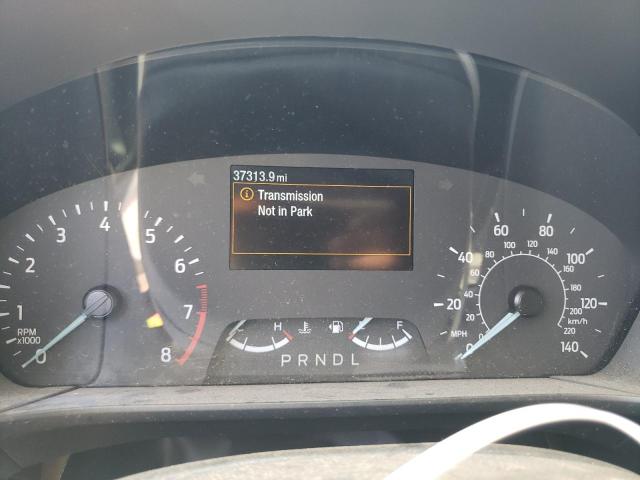 37313.9 mi
Transmission
Not in Park
0 1 2 3 4 5 6 7 8
RPM
x1000
C H
F
P R N D L
0 20 40 60 80 100 120 140
MPH
0 20 40 60 80 100 120 140 160 180 200 220
km/h